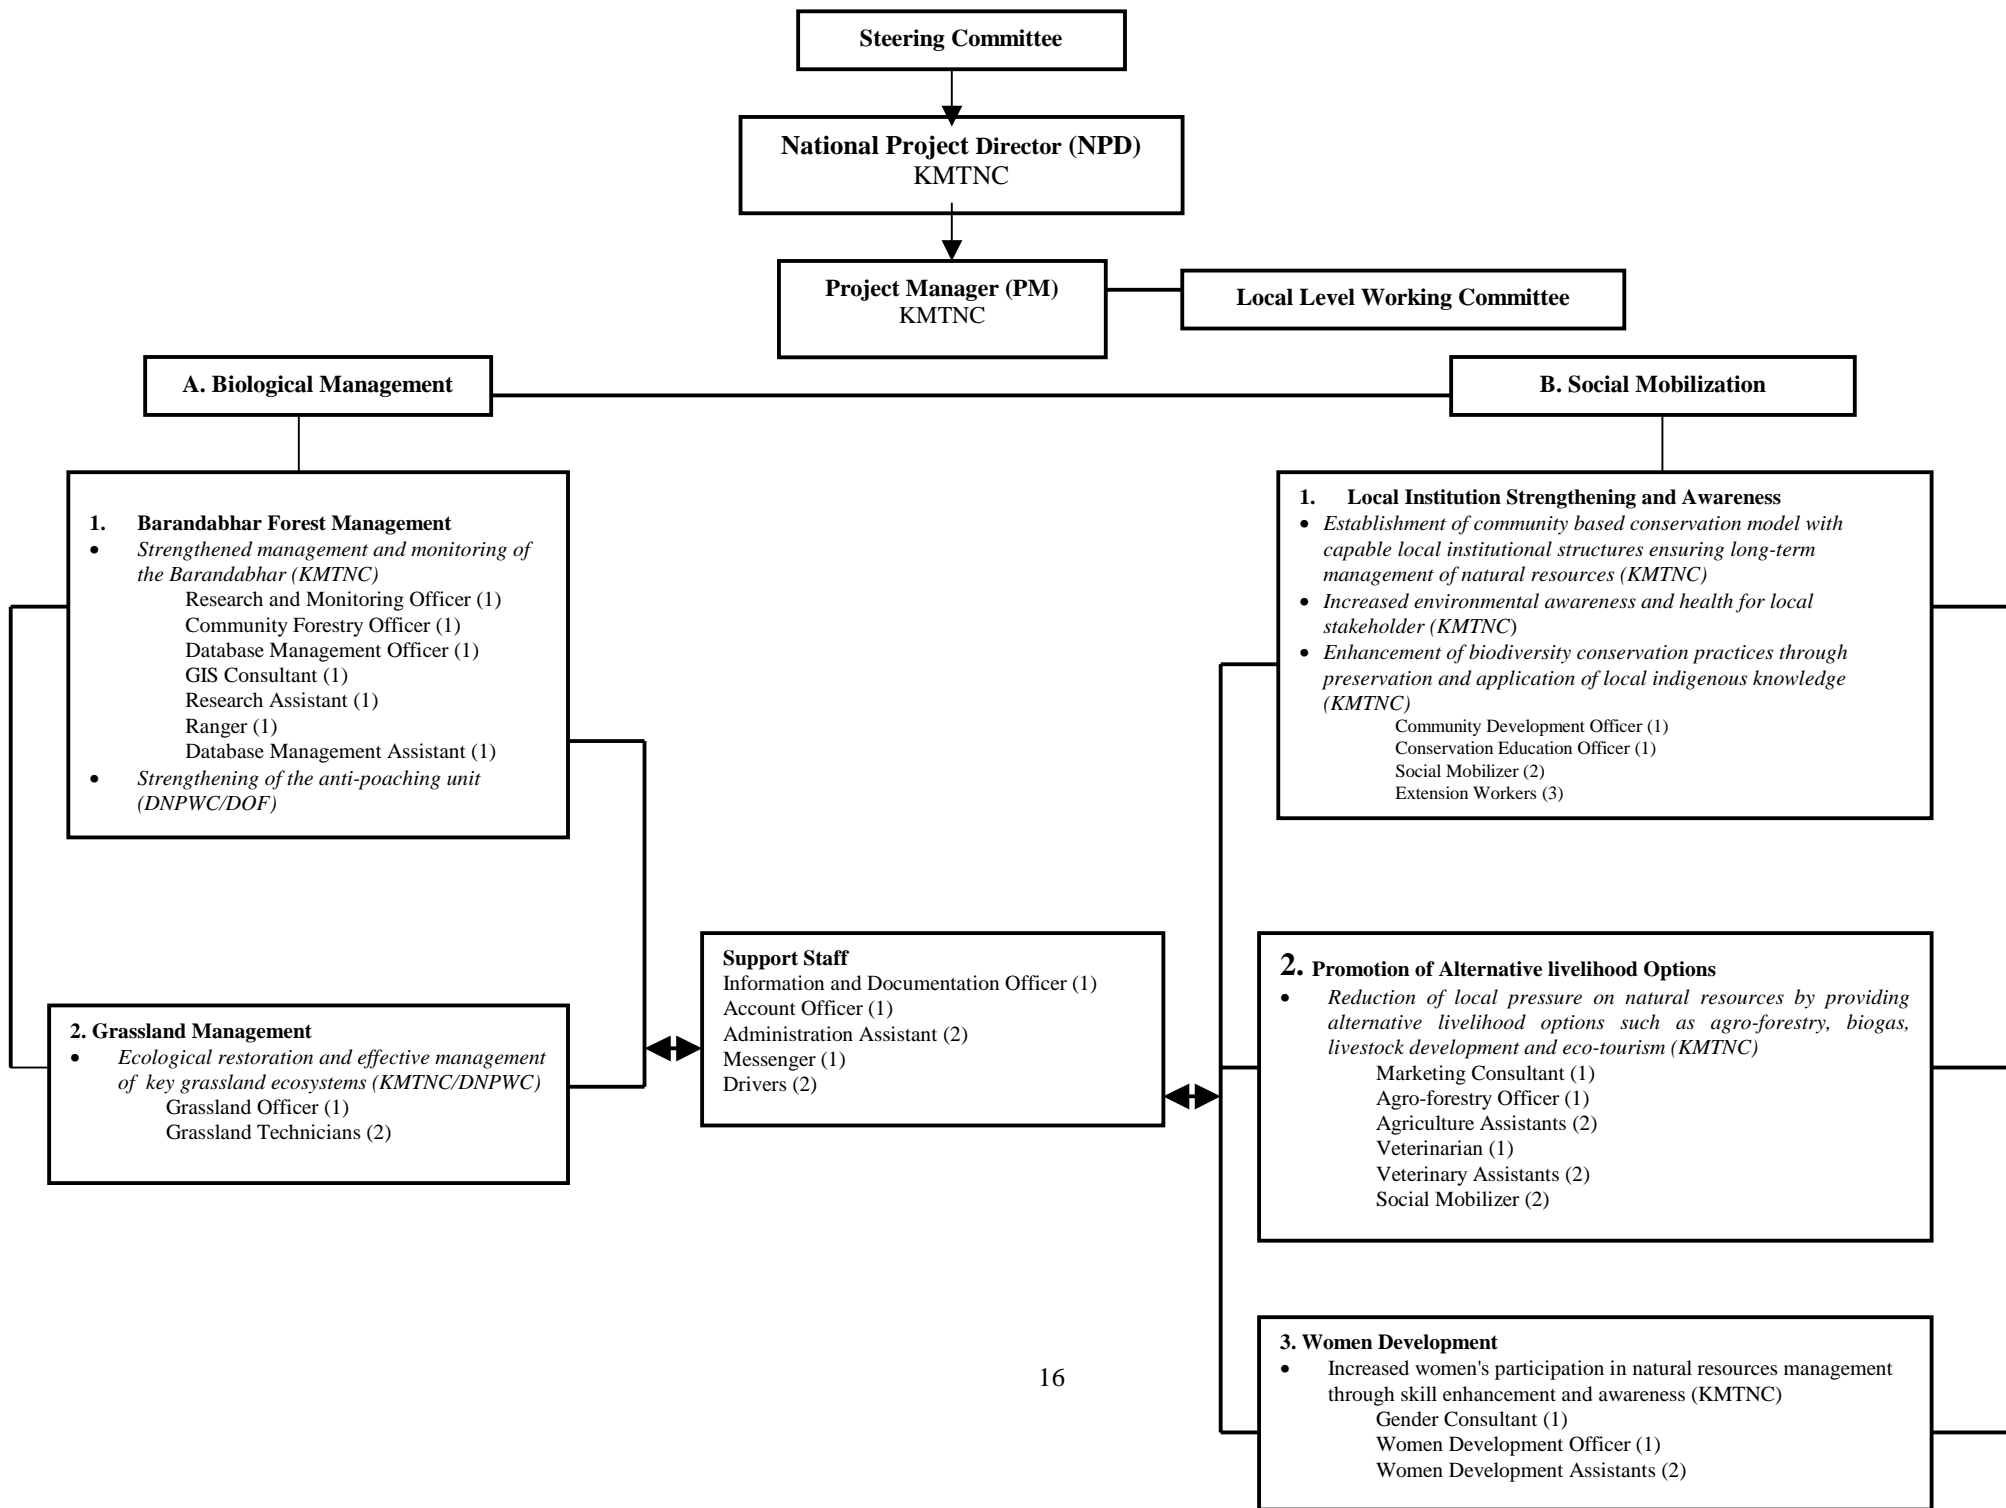 Steering Committee
National Project Director (NPD)
KMTNC
Project Manager (PM)
KMTNC
Local Level Working Committee
A. Biological Management
B. Social Mobilization
1. Barandabhar Forest Management
• Strengthened management and monitoring of
the Barandabhar (KMTNC)
Research and Monitoring Officer (1)
Community Forestry Officer (1)
Database Management Officer (1)
GIS Consultant (1)
Research Assistant (1)
Ranger (1)
Database Management Assistant (1)
• Strengthening of the anti-poaching unit
(DNPWC/DOF)
1. Local Institution Strengthening and Awareness
• Establishment of community based conservation model with
capable local institutional structures ensuring long-term
management of natural resources (KMTNC)
• Increased environmental awareness and health for local
stakeholder (KMTNC)
• Enhancement of biodiversity conservation practices through
preservation and application of local indigenous knowledge
(KMTNC)
Community Development Officer (1)
Conservation Education Officer (1)
Social Mobilizer (2)
Extension Workers (3)
2. Grassland Management
• Ecological restoration and effective management
of key grassland ecosystems (KMTNC/DNPWC)
Grassland Officer (1)
Grassland Technicians (2)
Support Staff
Information and Documentation Officer (1)
Account Officer (1)
Administration Assistant (2)
Messenger (1)
Drivers (2)
2. Promotion of Alternative livelihood Options
• Reduction of local pressure on natural resources by providing
alternative livelihood options such as agro-forestry, biogas,
livestock development and eco-tourism (KMTNC)
Marketing Consultant (1)
Agro-forestry Officer (1)
Agriculture Assistants (2)
Veterinarian (1)
Veterinary Assistants (2)
Social Mobilizer (2)
3. Women Development
• Increased women's participation in natural resources management
through skill enhancement and awareness (KMTNC)
Gender Consultant (1)
Women Development Officer (1)
Women Development Assistants (2)
16